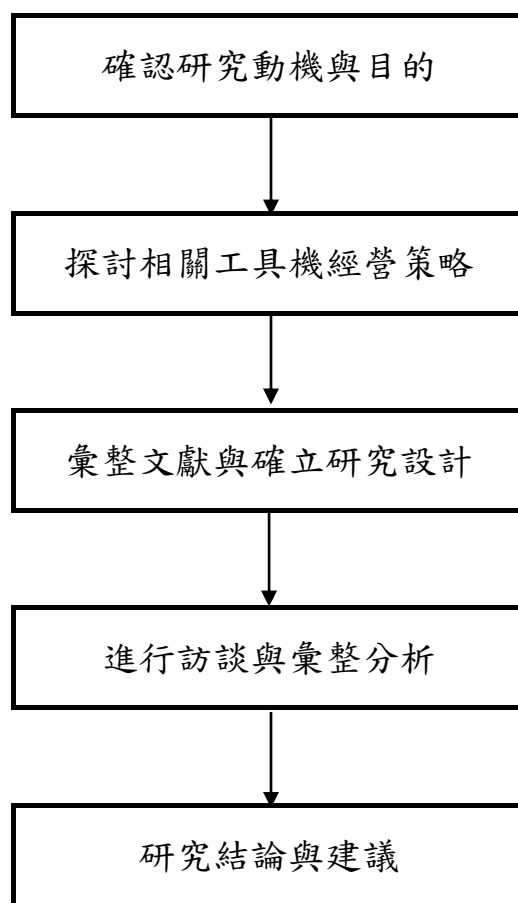 確認研究動機與目的
探討相關工具機經營策略
彙整文獻與確立研究設計
進行訪談與彙整分析
研究結論與建議